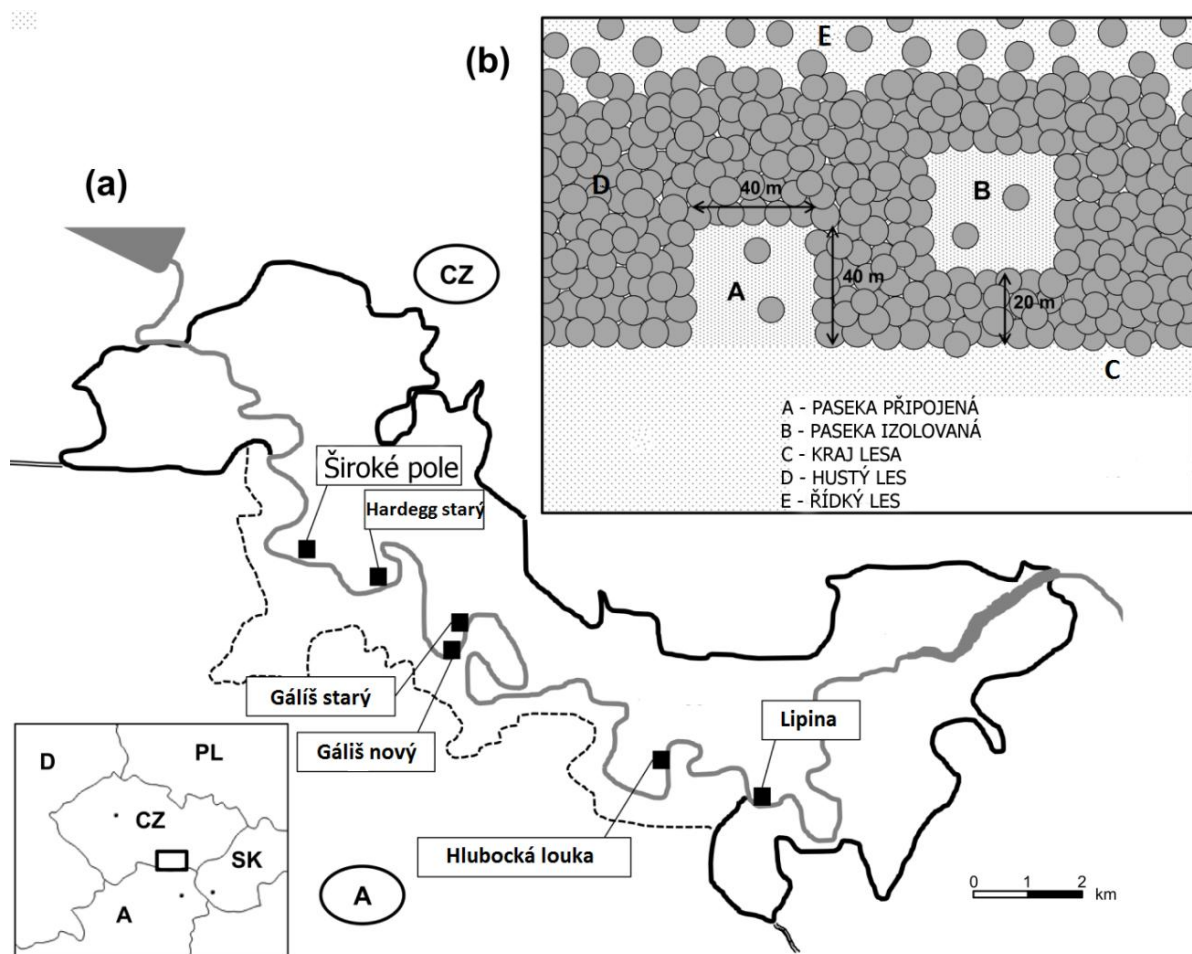 (a)
CZ
Široké pole
Hardegg starý
Gálíš starý
Gáliš nový
Hlubocká louka
Lipina
A
0 1 2
km
D
PL
CZ
SK
A
(b)
E
D
40 m
B
A
40 m
20 m
C
A - PASEKA PŘIPOJENÁ
B - PASEKA IZOLOVANÁ
C - KRAJ LESA
D - HUSTÝ LES
E - ŘÍDKÝ LES